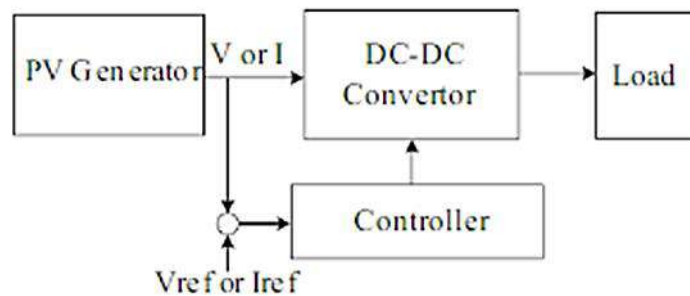 PV Generator
V or I
DC-DC
Convertor
Load
Controller
Vref or Iref